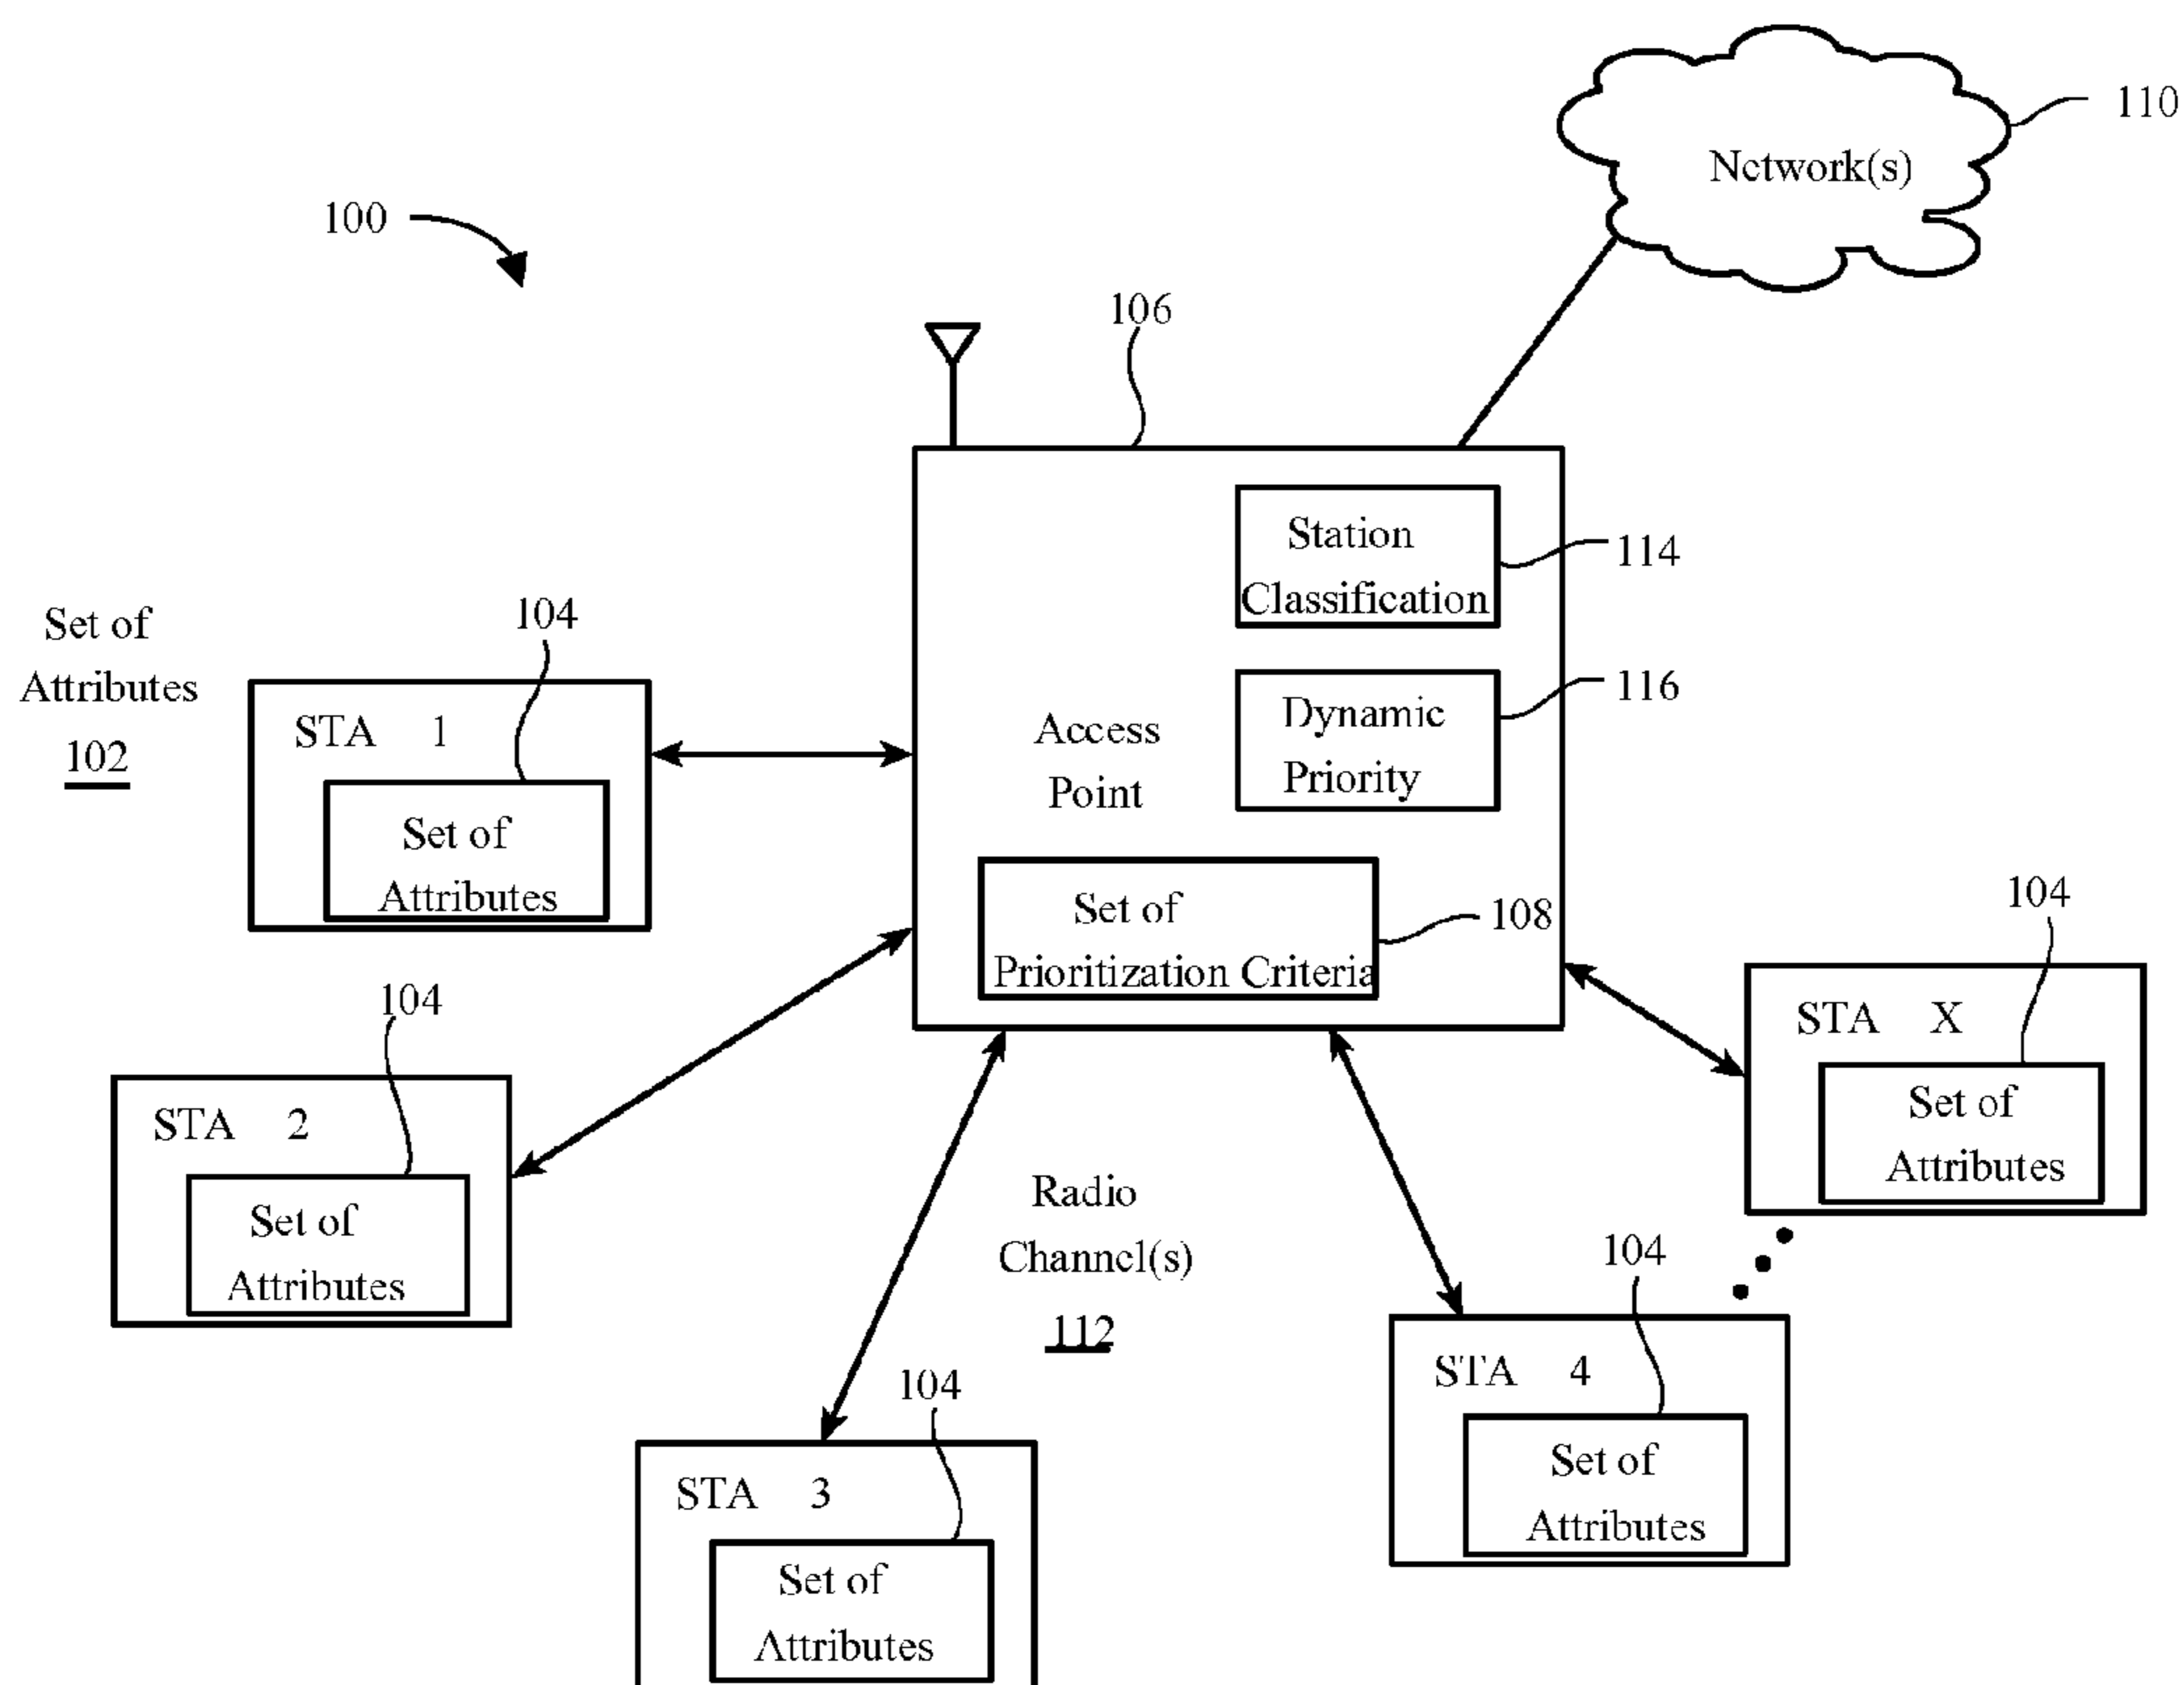 110
Network(s)
100
106
Station
Classification
114
Set of
Attributes
102
104
STA 1
Set of
Attributes
Access
Point
Dynamic
Priority
116
Set of
Prioritization Criteria
108
104
STA X
Set of
Attributes
104
STA 2
Set of
Attributes
Radio
Channel(s)
112
104
STA 3
Set of
Attributes
104
STA 4
Set of
Attributes